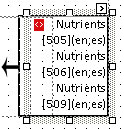 Nutrients
[505](en;es)
Nutrients
[506](en;es)
Nutrients
[509](en;es)